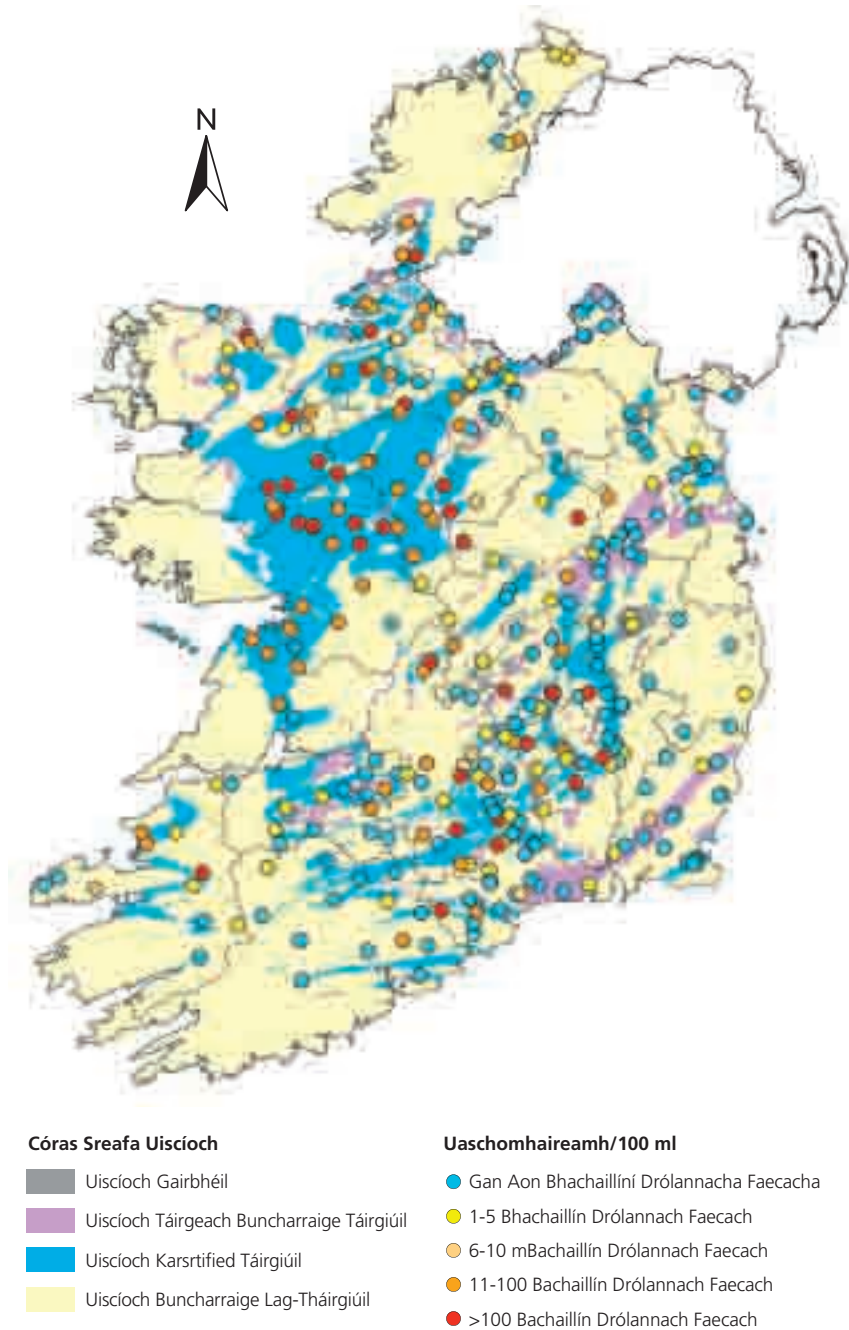 N
Córas Sreafa Uiscíoch
Uiscíoch Gairbhéil
Uiscíoch Táirgeach Buncharraige Táirgiúil
Uiscíoch Karsrtified Táirgiúil
Uiscíoch Buncharraige Lag-Tháirgiúil
Uaschomhaireamh/100 ml
Gan Aon Bhachaillíní Drólannacha Faecacha
1-5 Bhachaillín Drólannach Faecach
6-10 mBachaillín Drólannach Faecach
11-100 Bachaillín Drólannach Faecach
>100 Bachaillín Drólannach Faecach